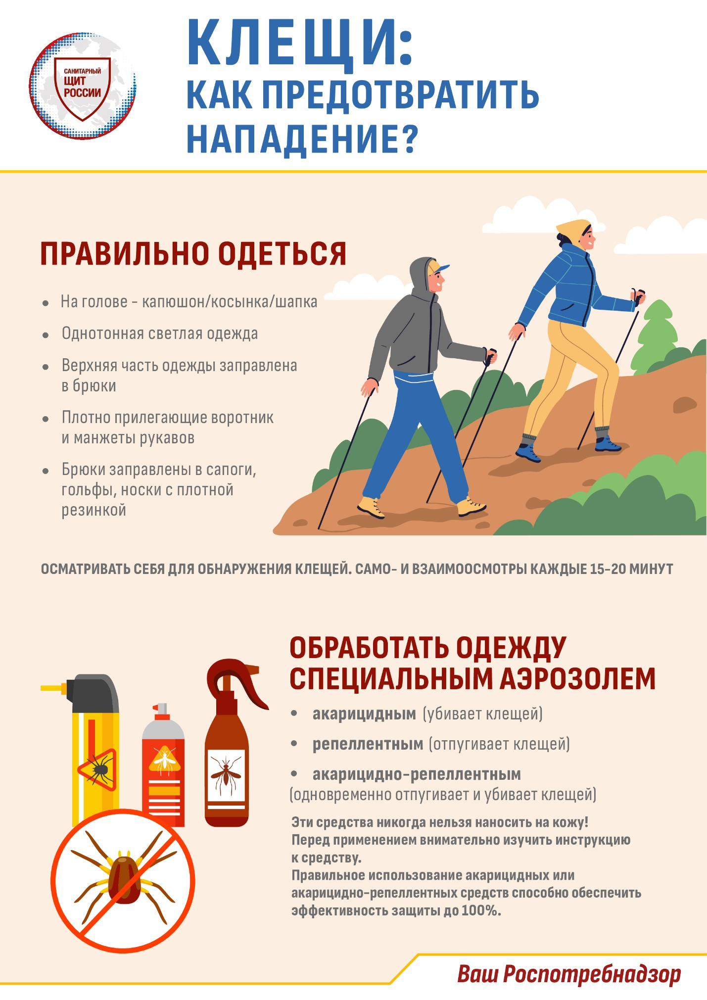 САНИТАРНЫЙ
ЩИТ
РОССИИ
КЛЕЩИ:
КАК ПРЕДОТВРАТИТЬ
НАПАДЕНИЕ?
ПРАВИЛЬНО ОДЕТЬСЯ
• На голове - капюшон/косынка/шапка
• Однотонная светлая одежда
• Верхняя часть одежды заправлена
в брюки
• Плотно прилегающие воротник
и манжеты рукавов
• Брюки заправлены в сапоги,
гольфы, носки с плотной
резинкой
ОСМАТРИВАТЬ СЕБЯ ДЛЯ ОБНАРУЖЕНИЯ КЛЕЩЕЙ. САМО- И ВЗАИМООСМОТРЫ КАЖДЫЕ 15-20 МИНУТ
ОБРАБОТАТЬ ОДЕЖДУ
СПЕЦИАЛЬНЫМ АЭРОЗОЛЕМ
• акарицидным (убивает клещей)
• репеллентным (отпугивает клещей)
• акарицидно-репеллентным
(одновременно отпугивает и убивает клещей)
Эти средства никогда нельзя наносить на кожу!
Перед применением внимательно изучить инструкцию
к средству.
Правильное использование акарицидных или
акарицидно-репеллентных средств способно обеспечить
эффективность защиты до 100%.
Ваш Роспотребнадзор